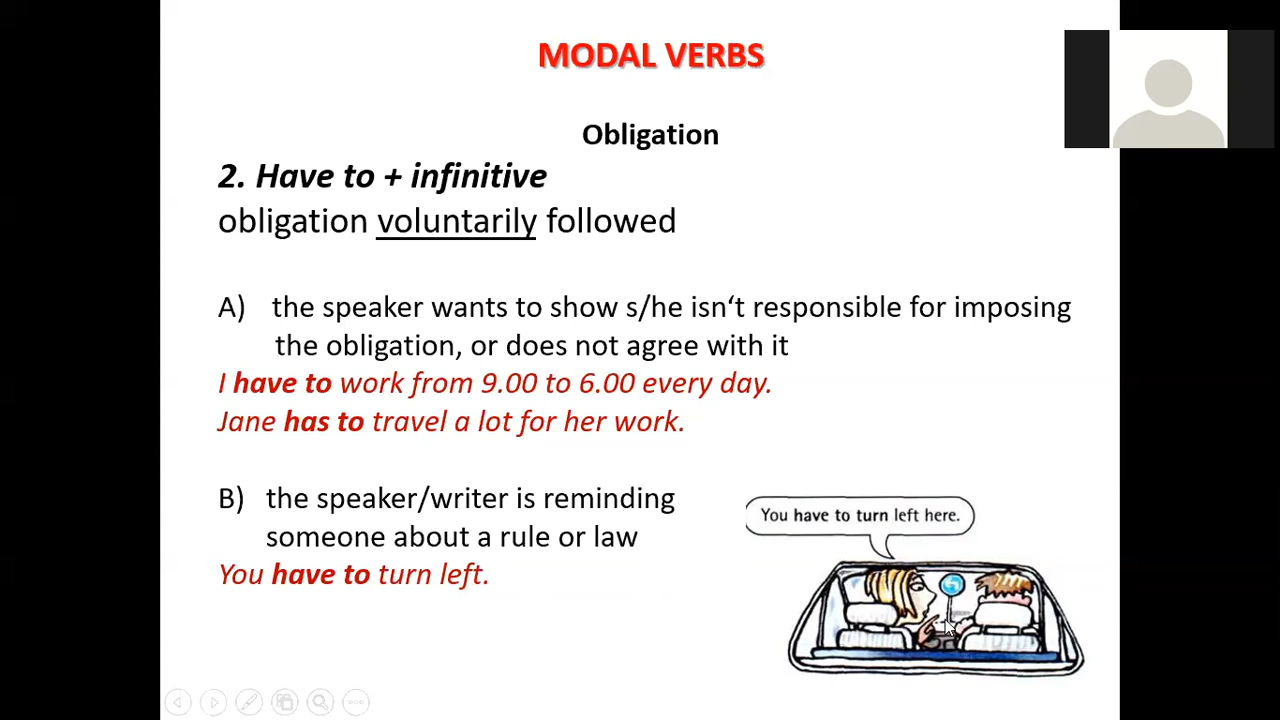 MODAL VERBS
Obligation
2. Have to + infinitive
obligation voluntarily followed
A) the speaker wants to show s/he isn‘t responsible for imposing
the obligation, or does not agree with it
I have to work from 9.00 to 6.00 every day.
Jane has to travel a lot for her work.
B) the speaker/writer is reminding
someone about a rule or law
You have to turn left.
You have to turn left here.